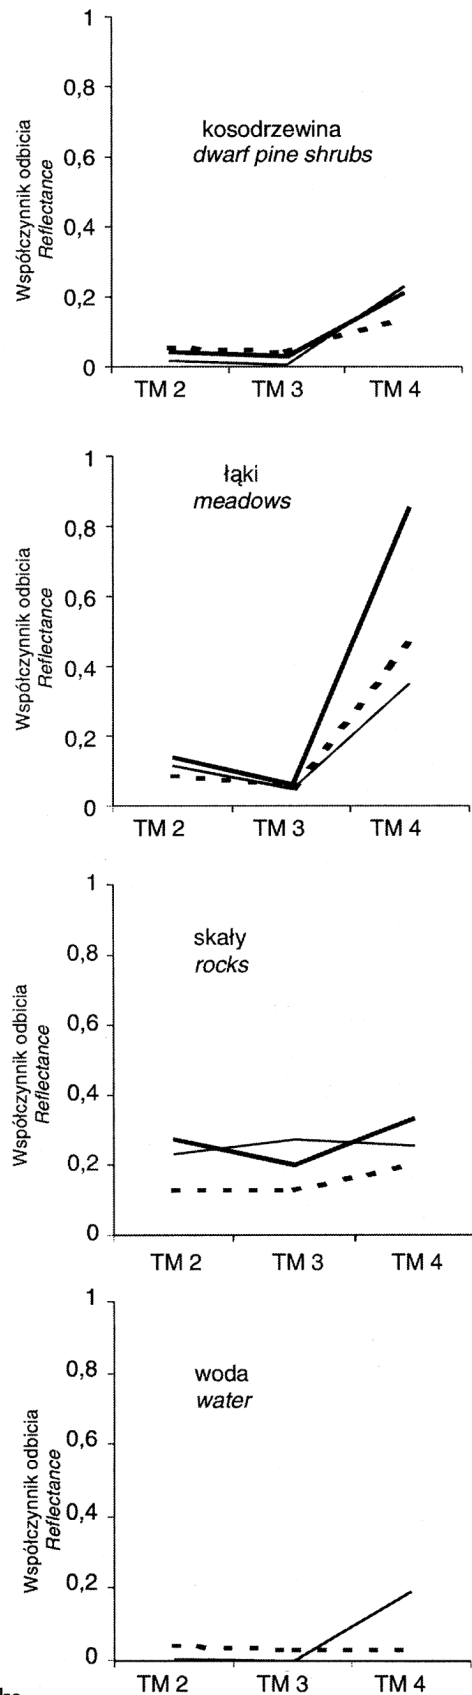 1
0,8
kosodrzewina
dwarf pine shrubs
0,6
0,4
0,2
0
Współczynnik odbicia
Reflectance
TM 2 TM 3 TM 4
1
łąki
meadows
0,8
0,6
0,4
0,2
0
Współczynnik odbicia
Reflectance
TM 2 TM 3 TM 4
1
skały
rocks
0,8
0,6
0,4
0,2
0
Współczynnik odbicia
Reflectance
TM 2 TM 3 TM 4
1
0,8
woda
water
0,6
0,4
0,2
0
Współczynnik odbicia
Reflectance
TM 2 TM 3 TM 4